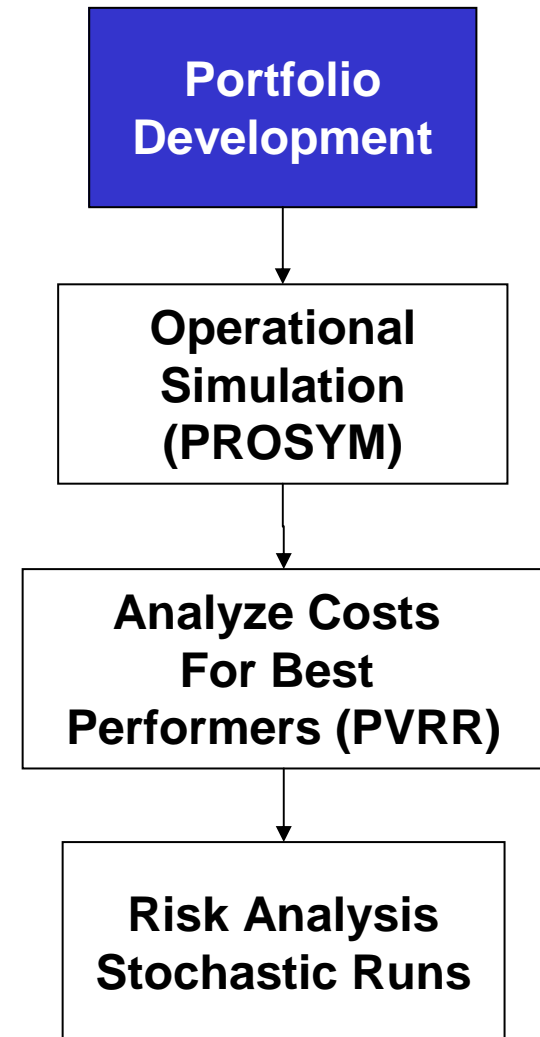 Portfolio
Development
Operational
Simulation
(PROSYM)
Analyze Costs
For Best
Performers (PVRR)
Risk Analysis
Stochastic Runs